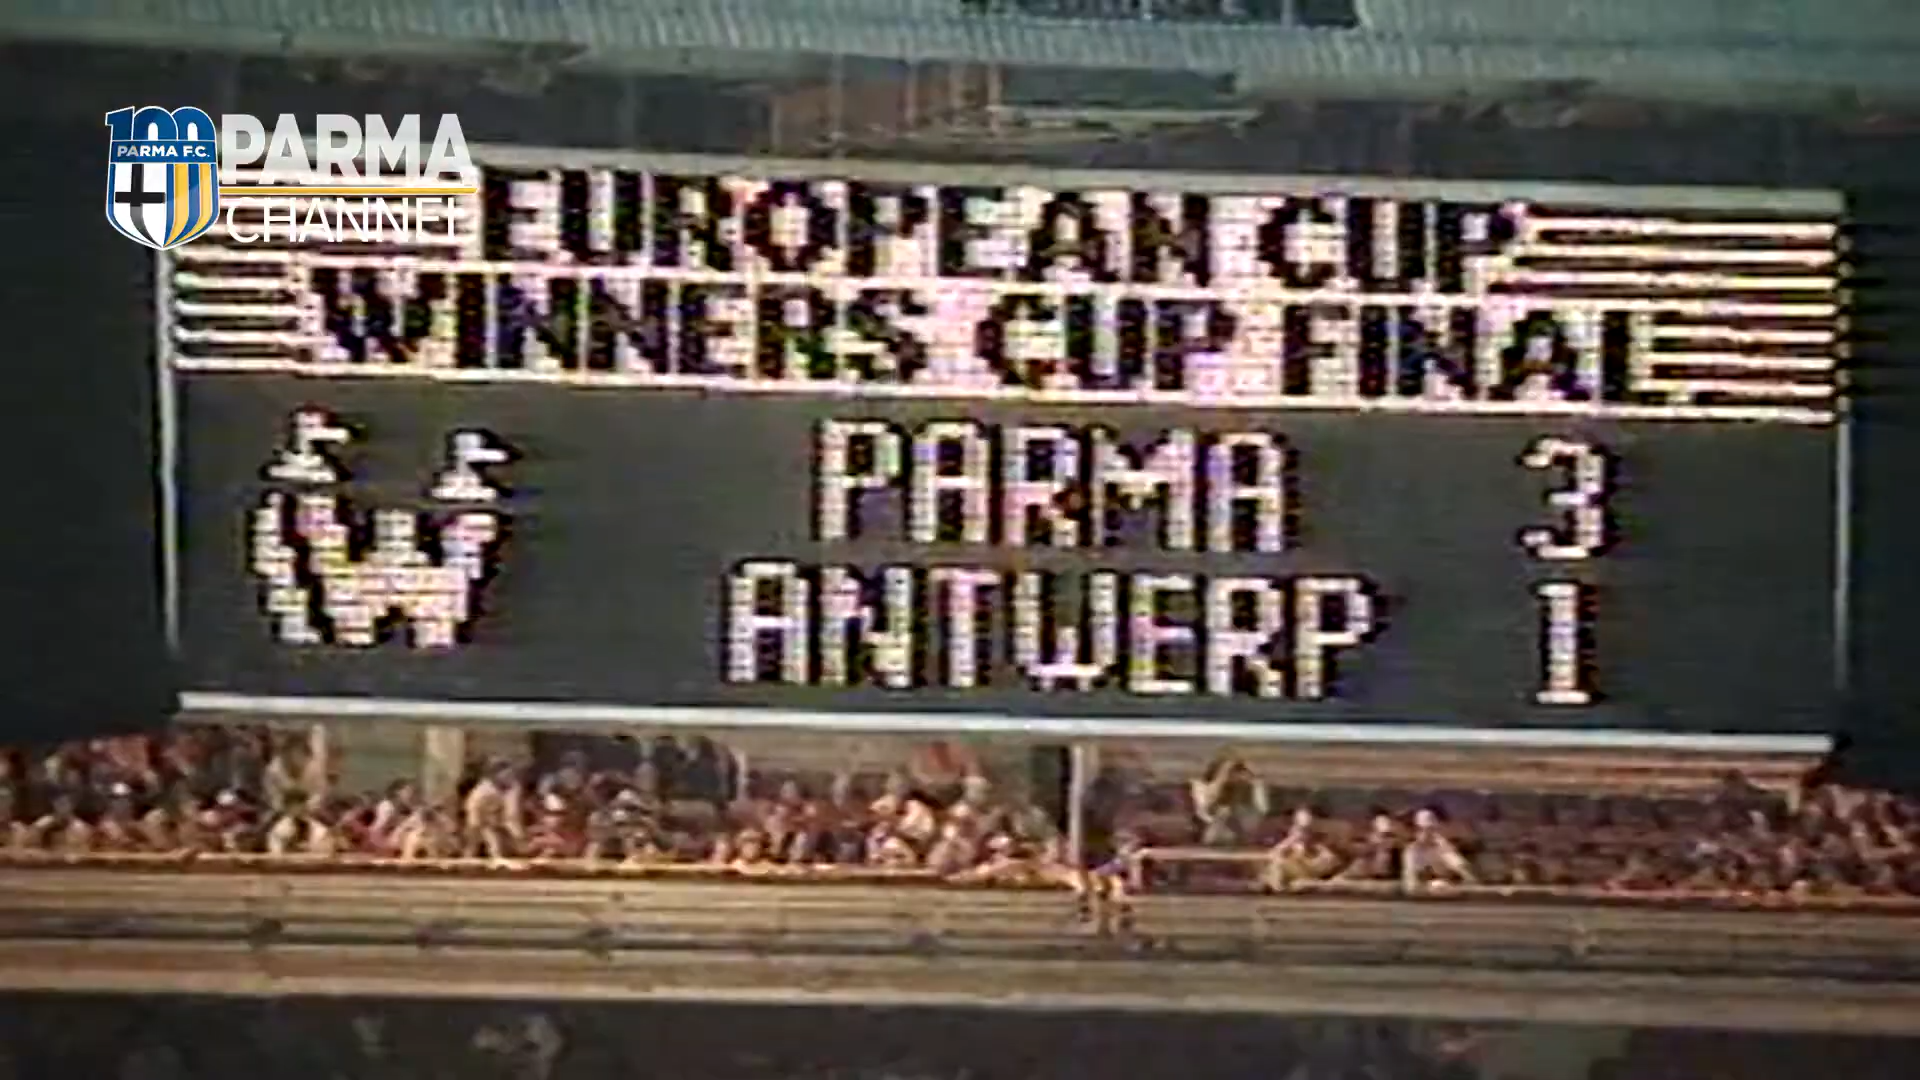 100
PARMA F.C.
PARMA
CHANNEL
EUROPEAN CUP
WINNERS CUP FINAL
PARMA 3
ANTWERP 1